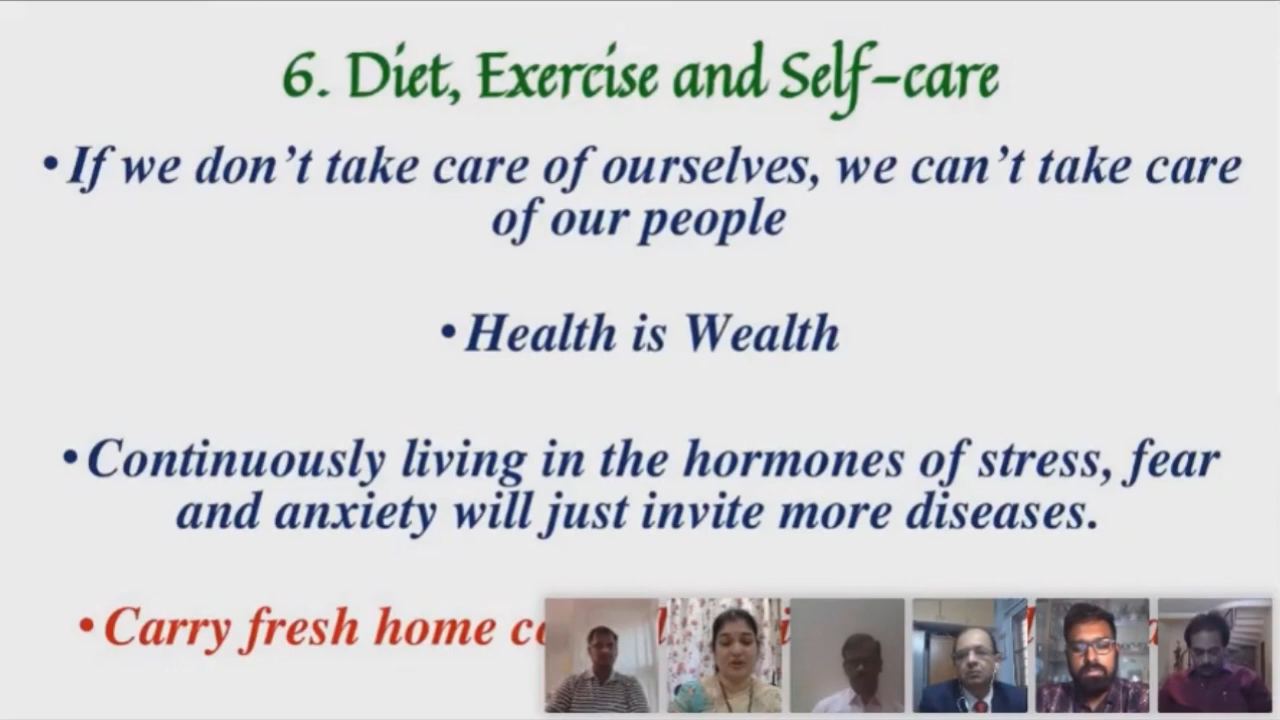 6. Diet, Exercise and Self-care
• If we don’t take care of ourselves, we can’t take care
of our people
• Health is Wealth
• Continuously living in the hormones of stress, fear
and anxiety will just invite more diseases.
• Carry fresh home